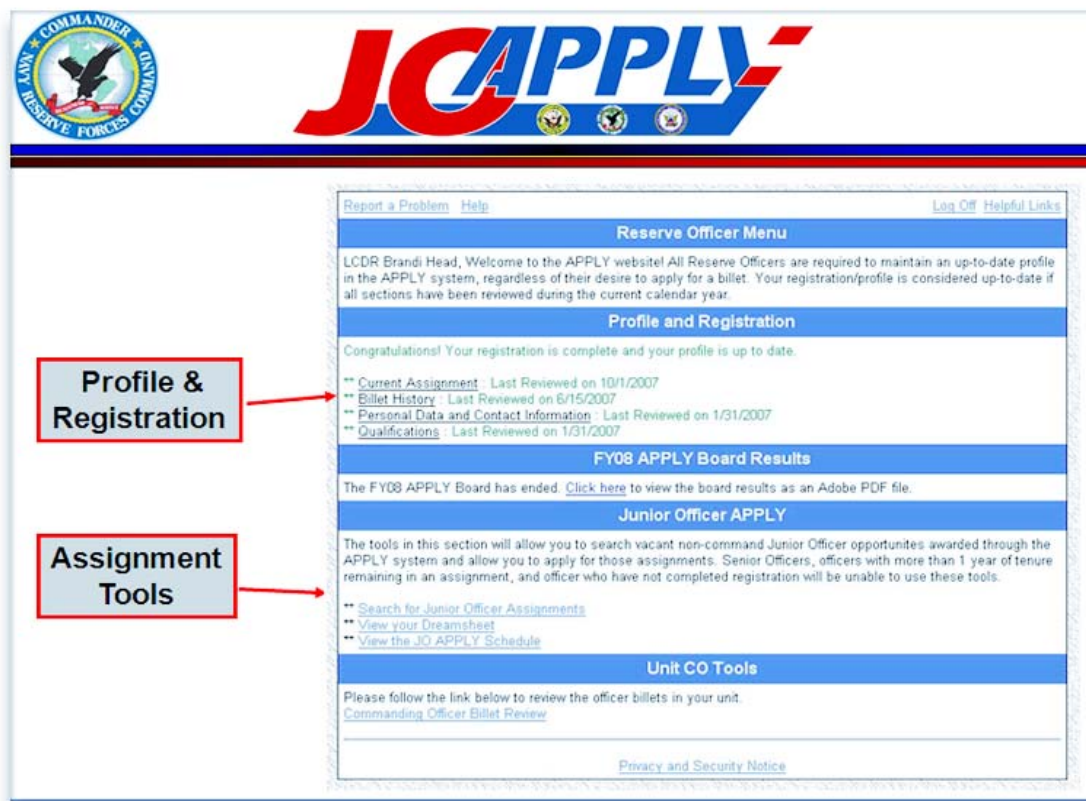 COMMANDER
NAVY RESERVE FORCES COMMAND
JOAPPLY
Report a Problem Help Log Off Helpful Links
Reserve Officer Menu
LCDR Brandi Head, Welcome to the APPLY website! All Reserve Officers are required to maintain an up-to-date profile
in the APPLY system, regardless of their desire to apply for a billet. Your registration/profile is considered up-to-date if
all sections have been reviewed during the current calendar year.
Profile and Registration
Congratulations! Your registration is complete and your profile is up to date.
Profile &
Registration
** Current Assignment : Last Reviewed on 10/1/2007
** Billet History : Last Reviewed on 6/15/2007
** Personal Data and Contact Information : Last Reviewed on 1/31/2007
** Qualifications : Last Reviewed on 1/31/2007
FY08 APPLY Board Results
The FY08 APPLY Board has ended. Click here to view the board results as an Adobe PDF file.
Junior Officer APPLY
Assignment
Tools
The tools in this section will allow you to search vacant non-command Junior Officer opportunites awarded through the
APPLY system and allow you to apply for those assignments. Senior Officers, officers with more than 1 year of tenure
remaining in an assignment, and officer who have not completed registration will be unable to use these tools.
** Search for Junior Officer Assignments
** View your Dreamsheet
** View the JO APPLY Schedule
Unit CO Tools
Please follow the link below to review the officer billets in your unit.
Commanding Officer Billet Review
Privacy and Security Notice